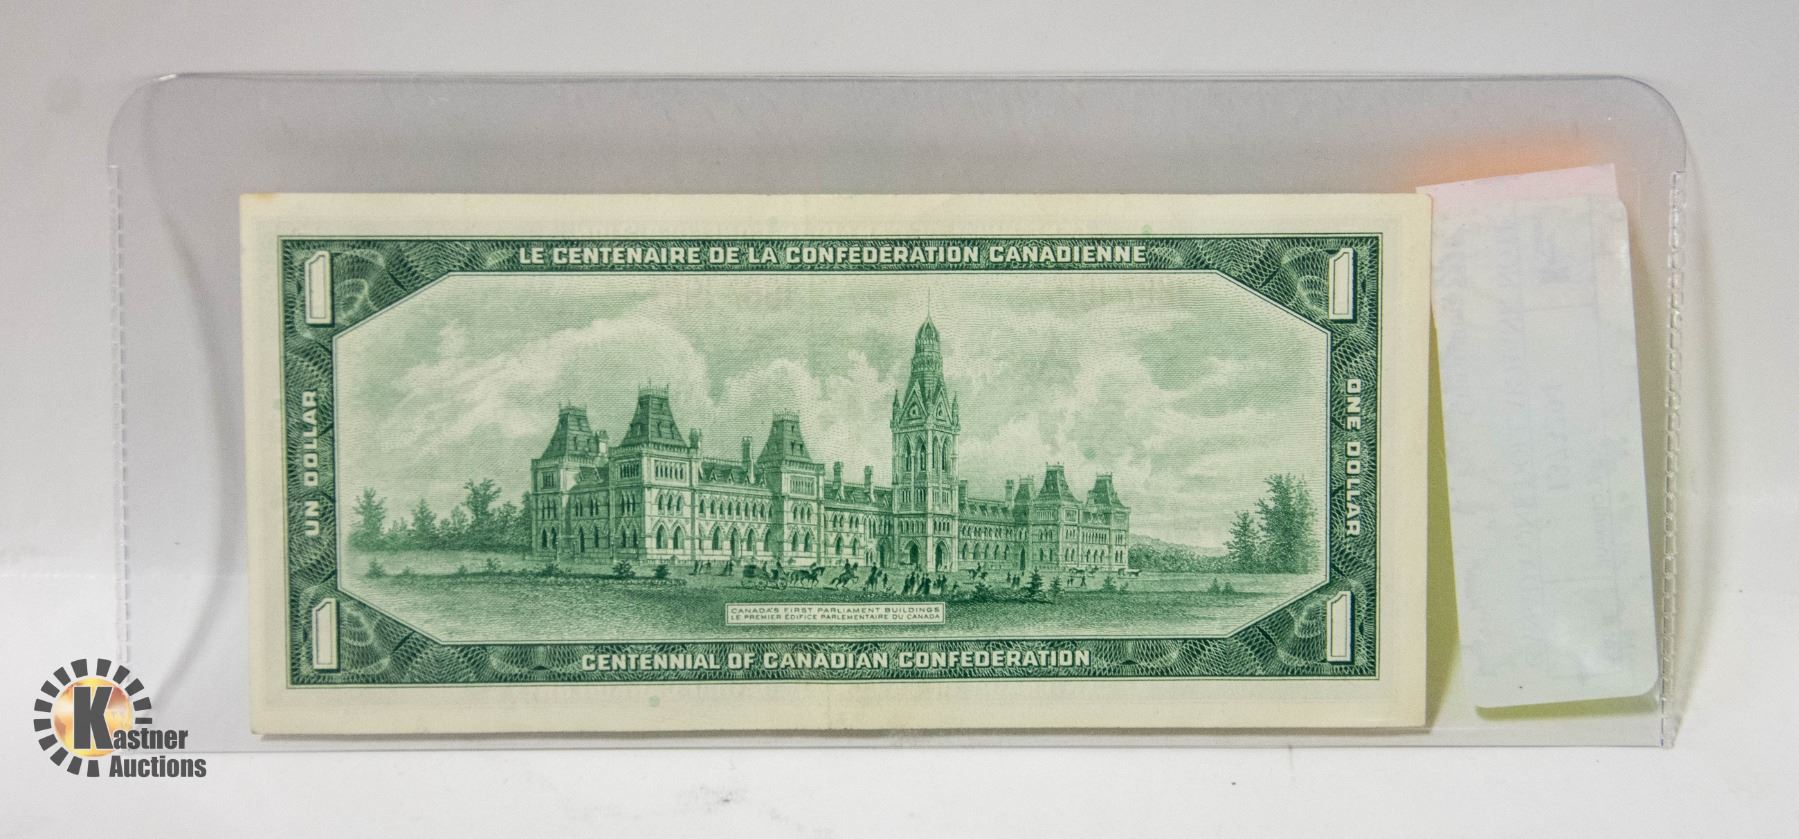 LE CENTENAIRE DE LA CONFÉDÉRATION CANADIENNE
1
1
UN DOLLAR
ONE DOLLAR
CANADA'S FIRST PARLIAMENT BUILDINGS
LE PREMIER ÉDIFICE PARLEMENTAIRE DU CANADA
1
1
CENTENNIAL OF CANADIAN CONFEDERATION
Kastner
Auctions